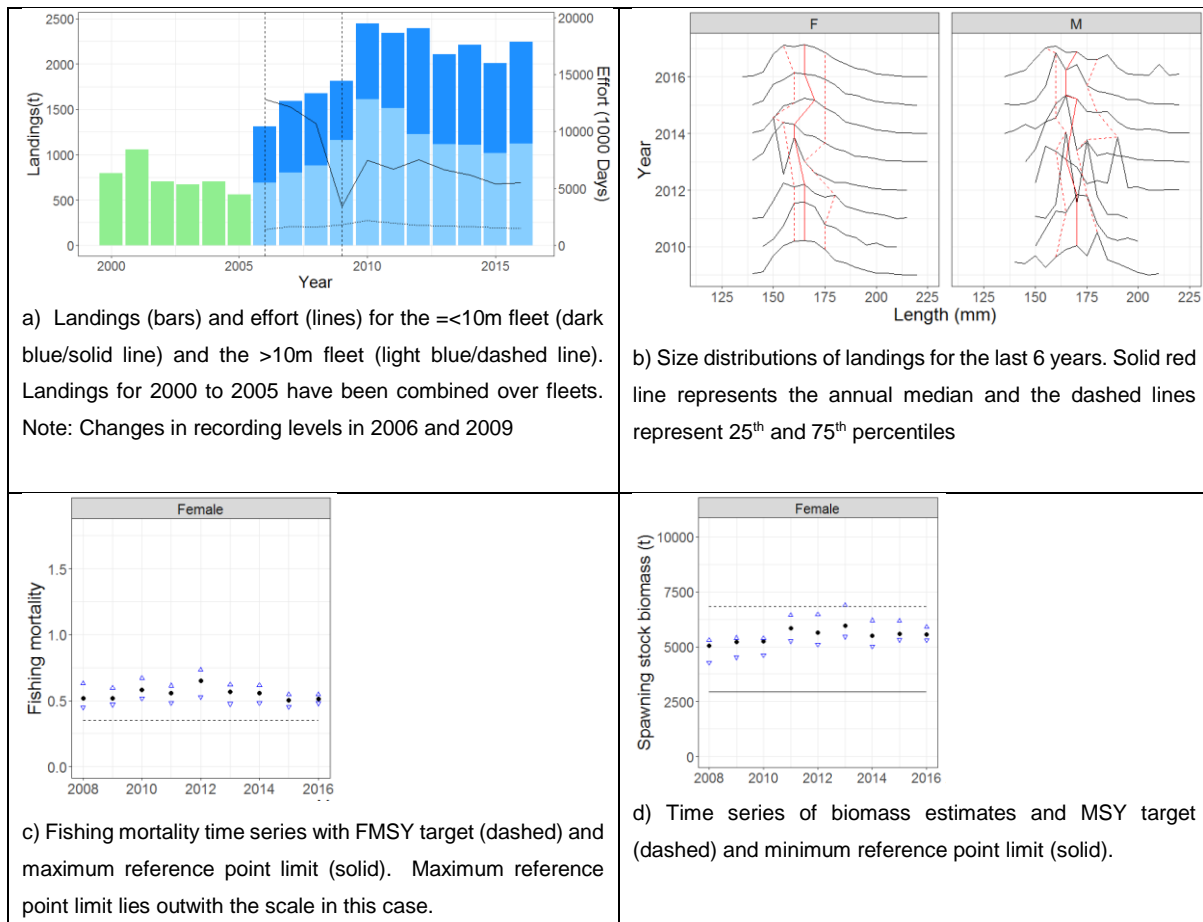 2500
2000
1500
1000
500
0
Landings(t)
20000
15000
10000
5000
0
Effort (1000 Days)
2000
2005
2010
2015
Year
a) Landings (bars) and effort (lines) for the =<10m fleet (dark
blue/solid line) and the >10m fleet (light blue/dashed line).
Landings for 2000 to 2005 have been combined over fleets.
Note: Changes in recording levels in 2006 and 2009
F
M
2016
2014
2012
2010
Year
125
150
175
200
225
125
150
175
200
225
Length (mm)
b) Size distributions of landings for the last 6 years. Solid red
line represents the annual median and the dashed lines
represent 25th and 75th percentiles
Female
1.5
1.0
0.5
0.0
Fishing mortality
2008
2010
2012
2014
2016
c) Fishing mortality time series with FMSY target (dashed) and
maximum reference point limit (solid). Maximum reference
point limit lies outwith the scale in this case.
Female
10000
7500
5000
2500
0
Spawning stock biomass (t)
2008
2010
2012
2014
2016
d) Time series of biomass estimates and MSY target
(dashed) and minimum reference point limit (solid).